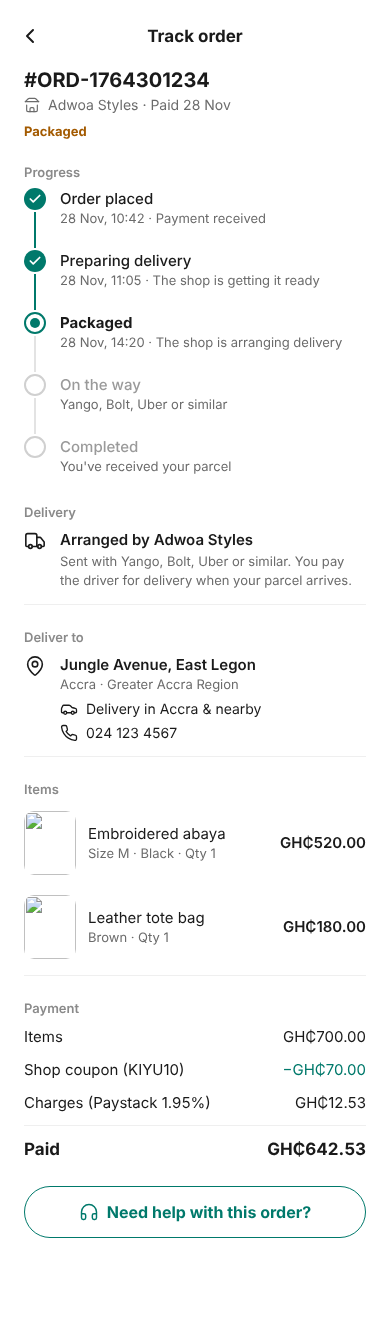 Track order
#ORD-1764301234
Adwoa Styles · Paid 28 Nov
Packaged
Progress
Order placed
28 Nov, 10:42 · Payment received
Preparing delivery
28 Nov, 11:05 · The shop is getting it ready
Packaged
28 Nov, 14:20 · The shop is arranging delivery
On the way
Yango, Bolt, Uber or similar
Completed
You've received your parcel
Delivery
Arranged by Adwoa Styles
Sent with Yango, Bolt, Uber or similar. You pay
the driver for delivery when your parcel arrives.
Deliver to
Jungle Avenue, East Legon
Accra · Greater Accra Region
Delivery in Accra & nearby
024 123 4567
Items
Embroidered abaya
Size M · Black · Qty 1
GH₵520.00
Leather tote bag
Brown · Qty 1
GH₵180.00
Payment
Items GH₵700.00
Shop coupon (KIYU10) −GH₵70.00
Charges (Paystack 1.95%) GH₵12.53
Paid GH₵642.53
Need help with this order?